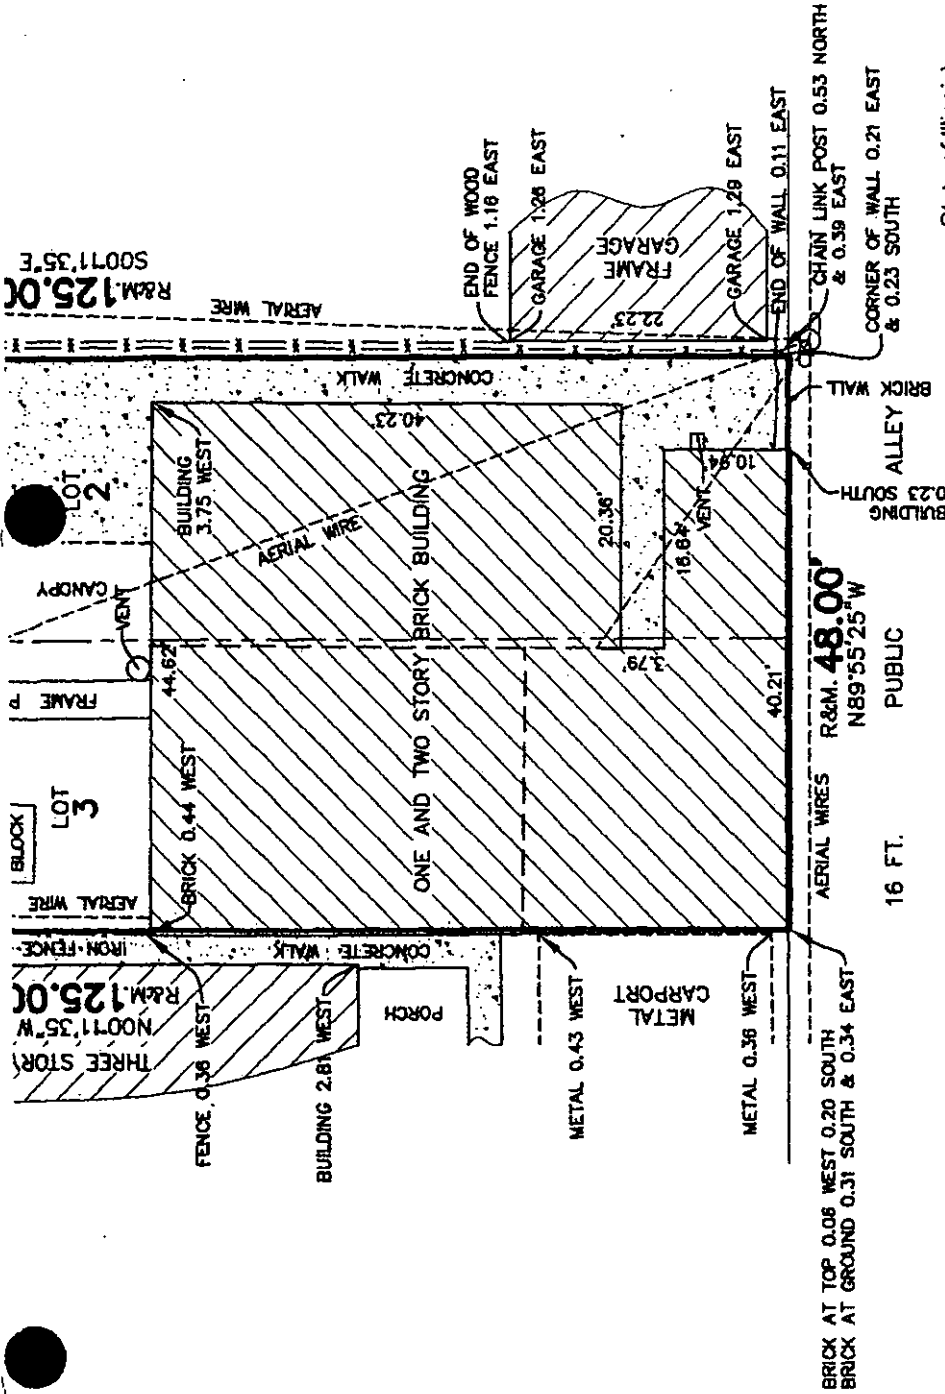 R&M. 125.00
S00°11'35"E
AERIAL WIRE
END OF WOOD
FENCE 1.16 EAST
GARAGE 1.26 EAST
FRAME
GARAGE
22.23'
GARAGE 1.29 EAST
END OF WALL 0.11 EAST
CHAIN LINK POST 0.53 NORTH
& 0.39 EAST
CORNER OF WALL 0.21 EAST
& 0.23 SOUTH
CONCRETE WALK
40.23'
LOT
2
BUILDING
3.75 WEST
AERIAL WIRE
CANOPY
VENT
FRAME P
44.62'
ONE AND TWO STORY BRICK BUILDING
20.36'
3.79'
VENT
10.94'
BRICK WALL
BUILDING
0.23 SOUTH
40.21'
LOT
3
BLOCK
AERIAL WIRE
BRICK 0.44 WEST
IRON FENCE
CONCRETE WALK
R&M. 125.00
N00°11'35"W
THREE STORY
FENCE 0.36 WEST
BUILDING 2.81 WEST
PORCH
METAL
CARPORT
METAL 0.43 WEST
METAL 0.36 WEST
AERIAL WIRES
R&M. 48.00'
N89°55'25"W
16 FT. PUBLIC ALLEY
BRICK AT TOP 0.06 WEST 0.20 SOUTH
BRICK AT GROUND 0.31 SOUTH & 0.34 EAST